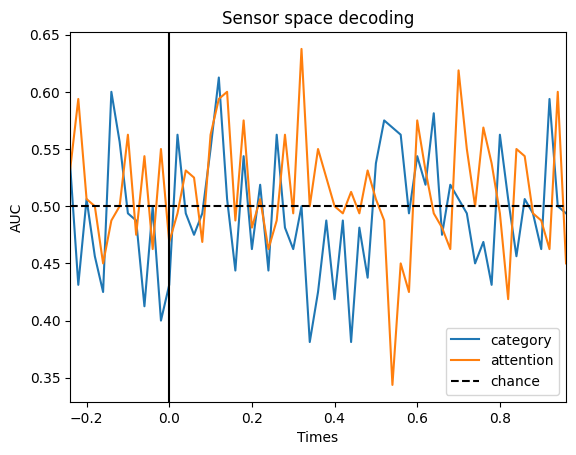 Sensor space decoding
AUC
0.65
0.60
0.55
0.50
0.45
0.40
0.35
category
attention
chance
−0.2
0.0
0.2
0.4
0.6
0.8
Times